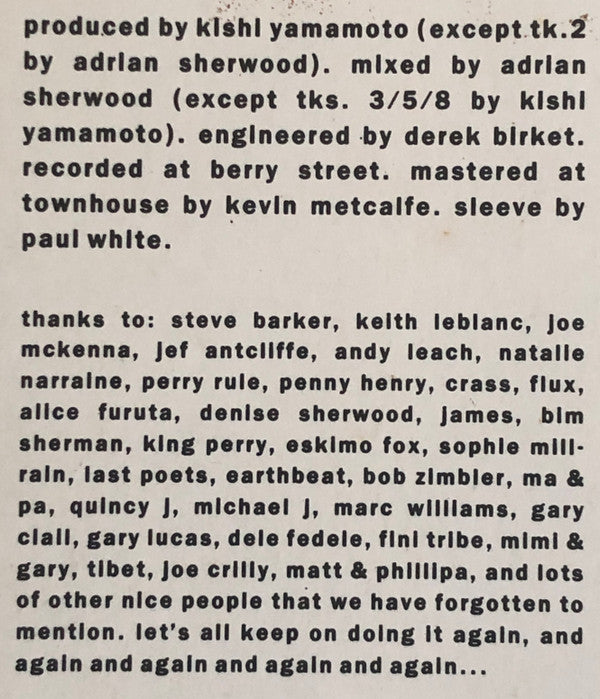 produced by kishi yamamoto (except tk.2
by adrian sherwood). mixed by adrian
sherwood (except tks. 3/5/8 by kishi
yamamoto). engineered by derek birket.
recorded at berry street. mastered at
townhouse by kevin metcalfe. sleeve by
paul white.
thanks to: steve barker, keith leblanc, joe
mckenna, jef antcliffe, andy leach, natalie
narraine, perry rule, penny henry, crass, flux,
alice furuta, denise sherwood, james, bim
sherman, king perry, eskimo fox, sophie mill-
rain, last poets, earthbeat, bob zimbler, ma &
pa, quincy j, michael j, marc williams, gary
clail, gary lucas, dele fedele, fini tribe, mimi &
gary, tibet, joe crilly, matt & phillipa, and lots
of other nice people that we have forgotten to
mention. let's all keep on doing it again, and
again and again and again and again...